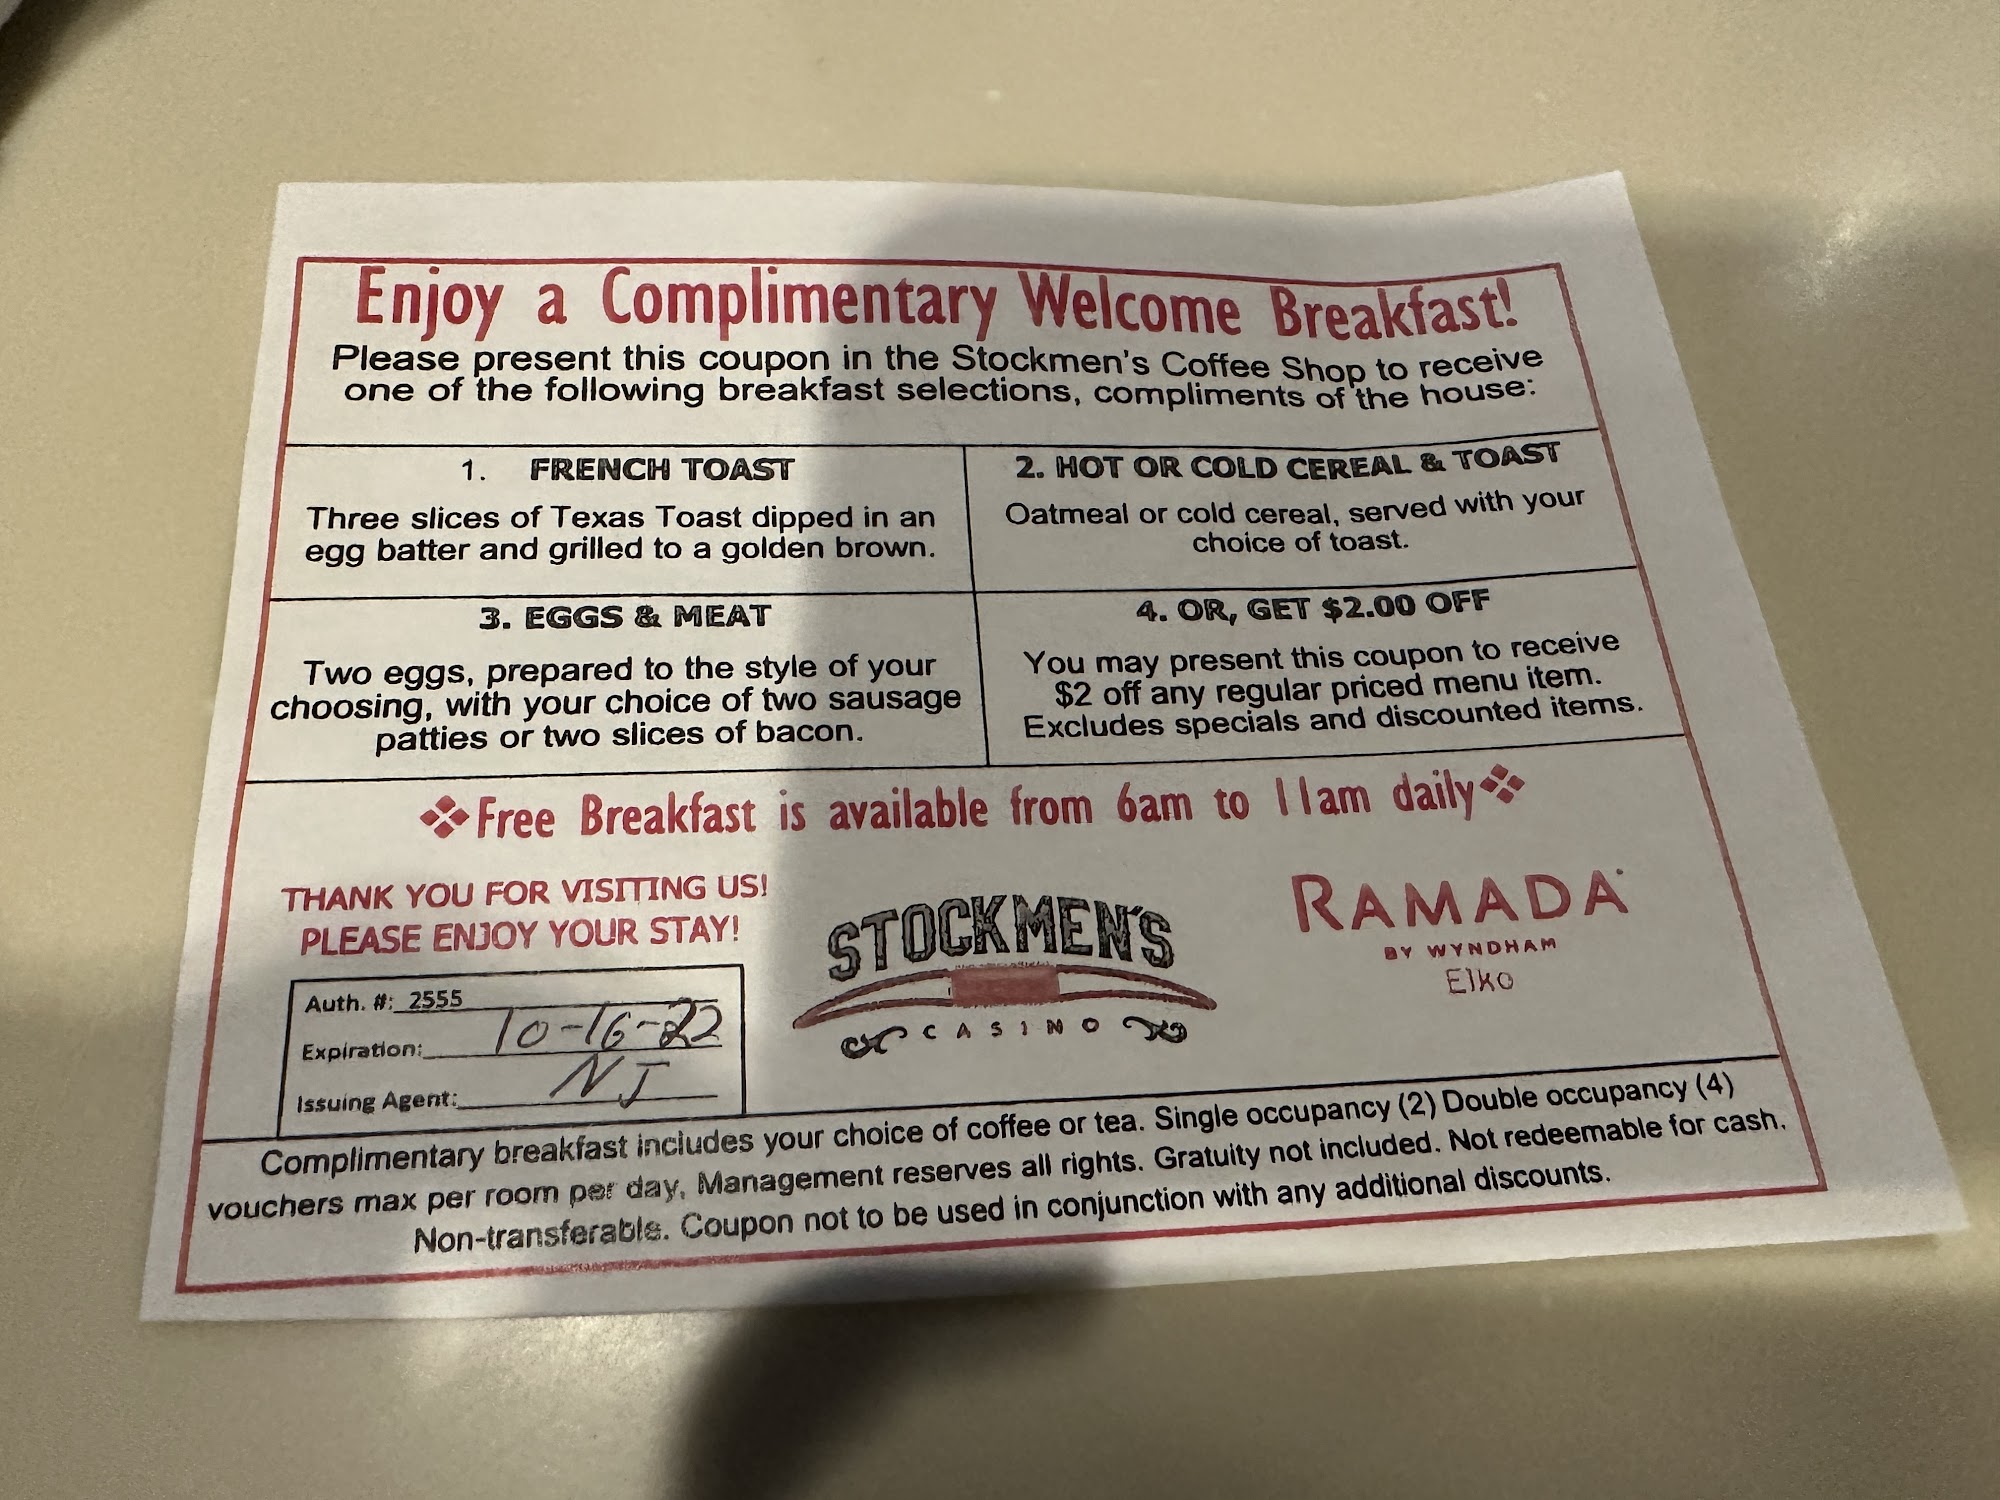 Enjoy a Complimentary Welcome Breakfast!
Please present this coupon in the Stockmen's Coffee Shop to receive
one of the following breakfast selections, compliments of the house:
1. FRENCH TOAST
Three slices of Texas Toast dipped in an
egg batter and grilled to a golden brown.
2. HOT OR COLD CEREAL & TOAST
Oatmeal or cold cereal, served with your
choice of toast.
3. EGGS & MEAT
Two eggs, prepared to the style of your
choosing, with your choice of two sausage
patties or two slices of bacon.
4. OR, GET $2.00 OFF
You may present this coupon to receive
$2 off any regular priced menu item.
Excludes specials and discounted items.
❖Free Breakfast is available from 6am to 11am daily❖
THANK YOU FOR VISITING US!
PLEASE ENJOY YOUR STAY!
Auth. #: 2555
Expiration: 10-16-22
Issuing Agent: NJ
STOCKMEN'S
CASINO
RAMADA
BY WYNDHAM
Elko
Complimentary breakfast includes your choice of coffee or tea. Single occupancy (2) Double occupancy (4)
vouchers max per room per day. Management reserves all rights. Gratuity not included. Not redeemable for cash.
Non-transferable. Coupon not to be used in conjunction with any additional discounts.